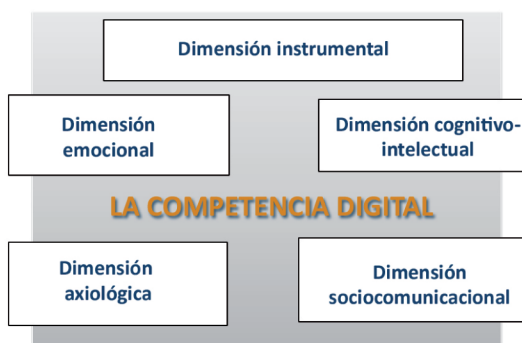 Dimensión instrumental
Dimensión
emocional
Dimensión cognitivo-
intelectual
LA COMPETENCIA DIGITAL
Dimensión
axiológica
Dimensión
sociocomunicacional